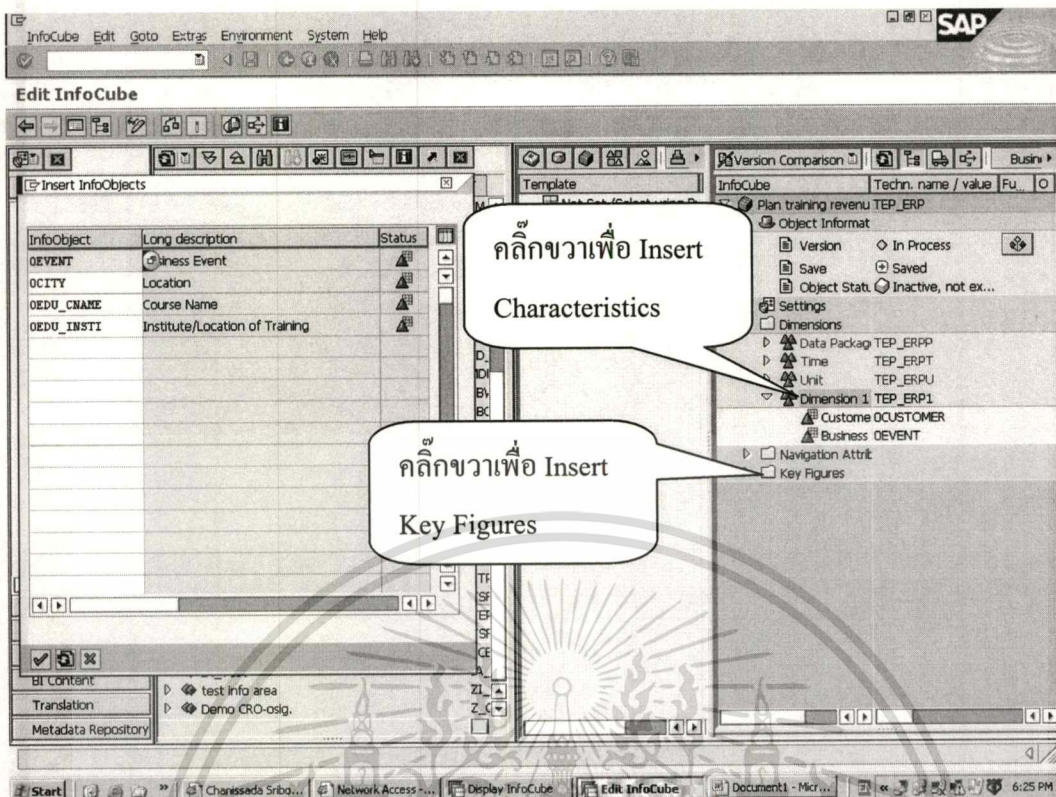 InfoCube Edit Goto Extras Environment System Help
SAP
Edit InfoCube
Insert InfoObjects
InfoObject Long description Status
0EVENT siness Event
0CITY Location
0EDU_CNAME Course Name
0EDU_INSTI Institute/Location of Training
BI Content
Translation
Metadata Repository
test info area
Demo CRO-osig.
Template
คลิ๊กขวาเพื่อ Insert
Characteristics
คลิ๊กขวาเพื่อ Insert
Key Figures
Version Comparison Busin
InfoCube Techn. name / value Fu... O
Plan training revenu TEP_ERP
Object Informat
Version In Process
Save Saved
Object Statu Inactive, not ex...
Settings
Dimensions
Data Packag TEP_ERPP
Time TEP_ERPT
Unit TEP_ERPU
Dimension 1 TEP_ERP1
Custome 0CUSTOMER
Business 0EVENT
Navigation Attrib
Key Figures
Start Chanissada Sribo... Network Access -... Display InfoCube Edit InfoCube Document1 - Micr... 6:25 PM